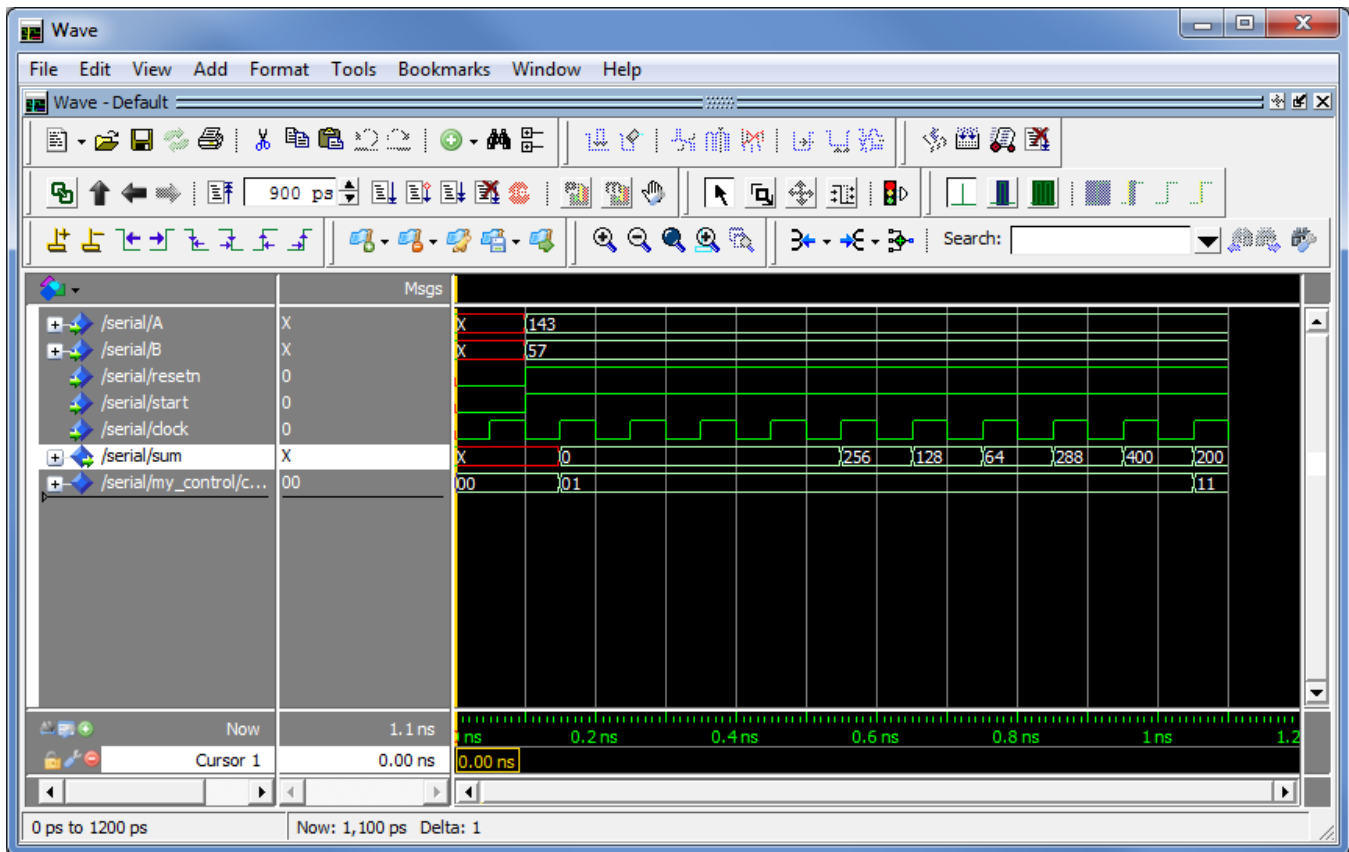 Wave
File Edit View Add Format Tools Bookmarks Window Help
Wave - Default
900 ps
Search:
Msgs
/serial/A X X 143
/serial/B X X 57
/serial/resetn 0
/serial/start 0
/serial/clock 0
/serial/sum X X 0 256 128 64 288 400 200
/serial/my_control/c... 00 00 01 11
Now 1.1 ns ns 0.2 ns 0.4 ns 0.6 ns 0.8 ns 1 ns 1.2
Cursor 1 0.00 ns 0.00 ns
0 ps to 1200 ps Now: 1,100 ps Delta: 1